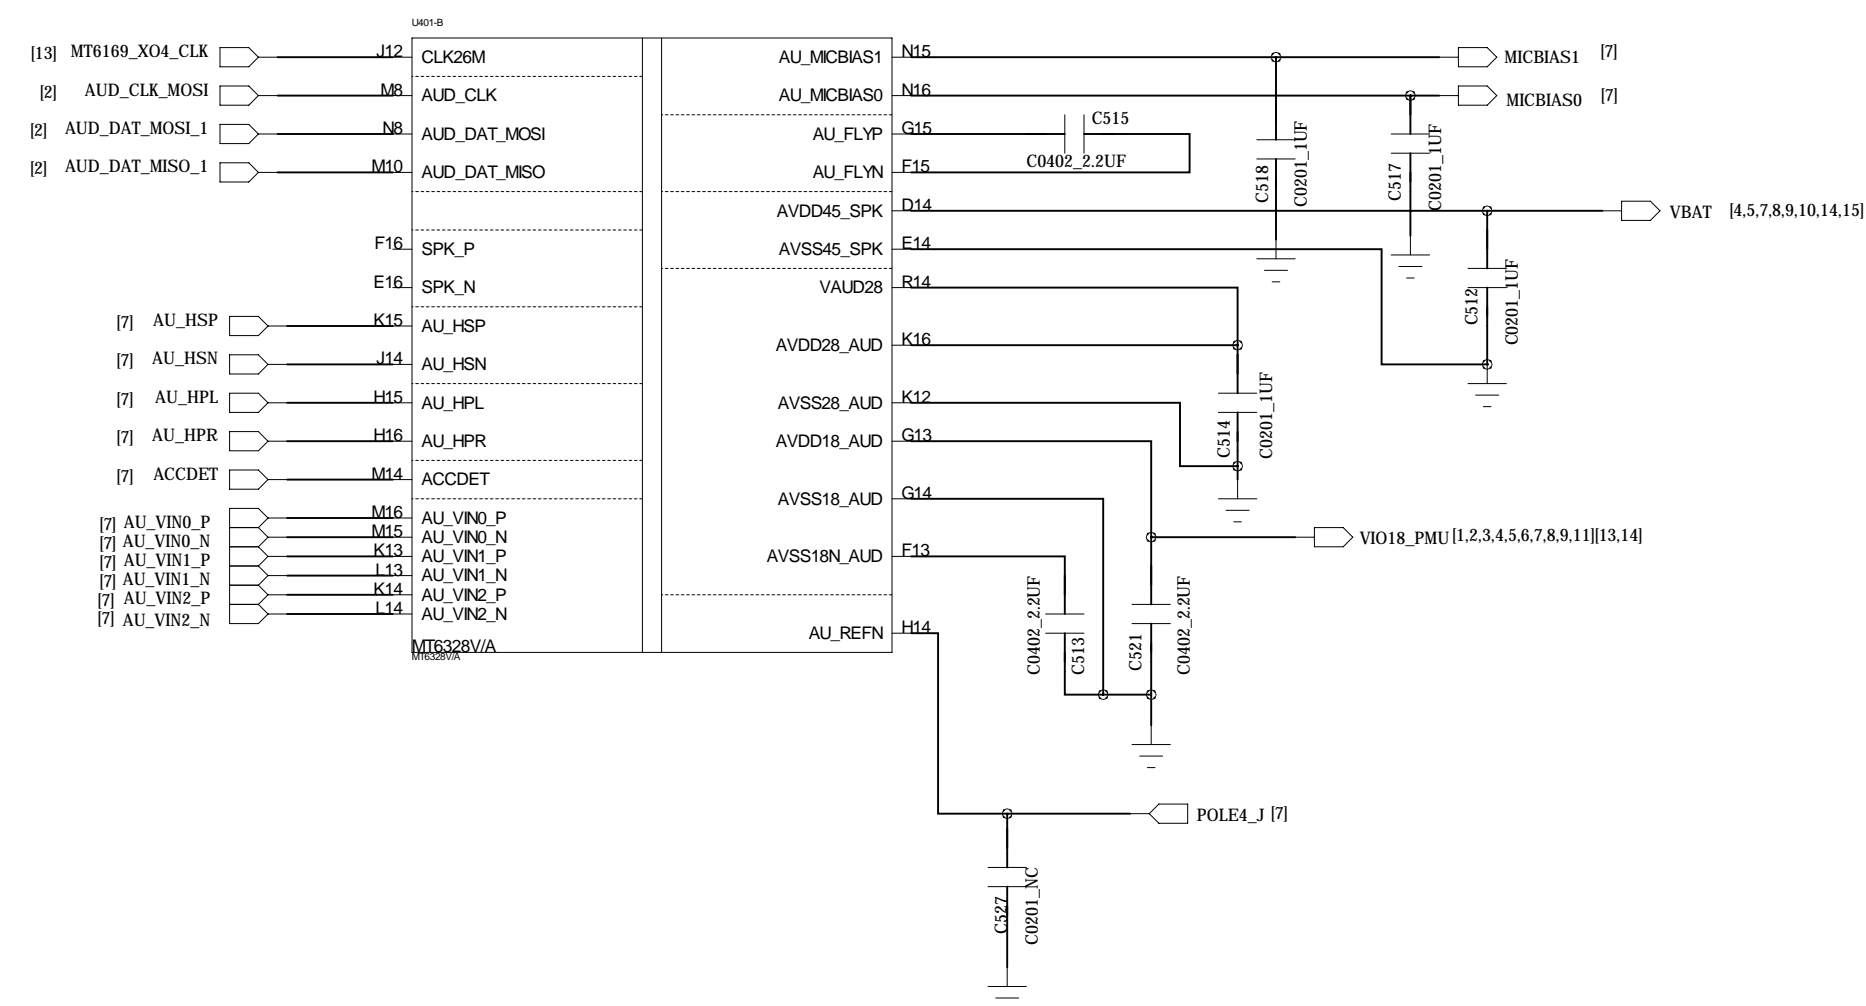 U401-B
[13] MT6169_XO4_CLK J12 CLK26M
[2] AUD_CLK_MOSI M8 AUD_CLK
[2] AUD_DAT_MOSI_1 N8 AUD_DAT_MOSI
[2] AUD_DAT_MISO_1 M10 AUD_DAT_MISO
F16 SPK_P
E16 SPK_N
[7] AU_HSP K15 AU_HSP
[7] AU_HSN J14 AU_HSN
[7] AU_HPL H15 AU_HPL
[7] AU_HPR H16 AU_HPR
[7] ACCDET M14 ACCDET
[7] AU_VIN0_P M16 AU_VIN0_P
[7] AU_VIN0_N M15 AU_VIN0_N
[7] AU_VIN1_P K13 AU_VIN1_P
[7] AU_VIN1_N L13 AU_VIN1_N
[7] AU_VIN2_P K14 AU_VIN2_P
[7] AU_VIN2_N L14 AU_VIN2_N
MT6328V/A
MT6328V/A
AU_MICBIAS1 N15 MICBIAS1 [7]
AU_MICBIAS0 N16 MICBIAS0 [7]
AU_FLYP G15 C515
C0402_2.2UF
AU_FLYN F15
C518 C0201_1UF
C517 C0201_1UF
AVDD45_SPK D14 VBAT [4,5,7,8,9,10,14,15]
AVSS45_SPK E14
C512 C0201_1UF
VAUD28 R14
AVDD28_AUD K16
AVSS28_AUD K12
C514 C0201_1UF
AVDD18_AUD G13
AVSS18_AUD G14
VIO18_PMU [1,2,3,4,5,6,7,8,9,11][13,14]
AVSS18N_AUD F13
C0402_2.2UF C513
C521 C0402_2.2UF
AU_REFN H14
POLE4_J [7]
C527 C0201_NC